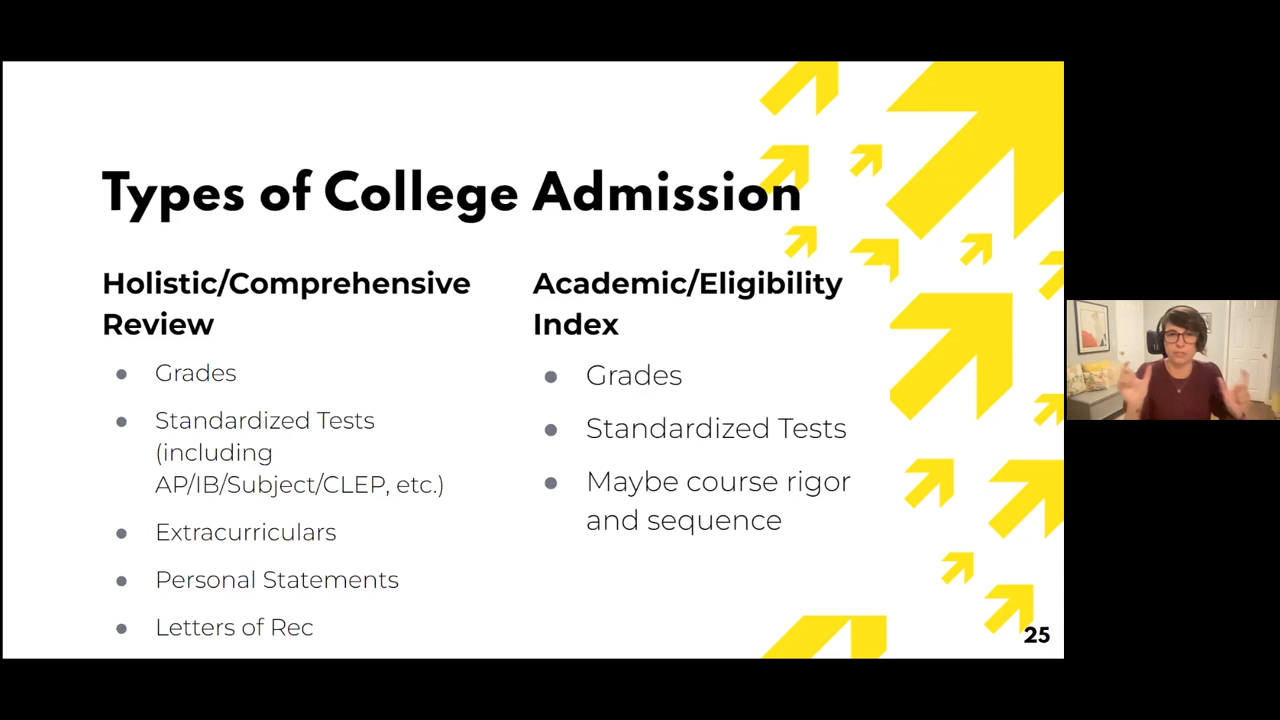 Types of College Admission
Holistic/Comprehensive
Review
● Grades
● Standardized Tests
(including
AP/IB/Subject/CLEP, etc.)
● Extracurriculars
● Personal Statements
● Letters of Rec
Academic/Eligibility
Index
● Grades
● Standardized Tests
● Maybe course rigor
and sequence
25